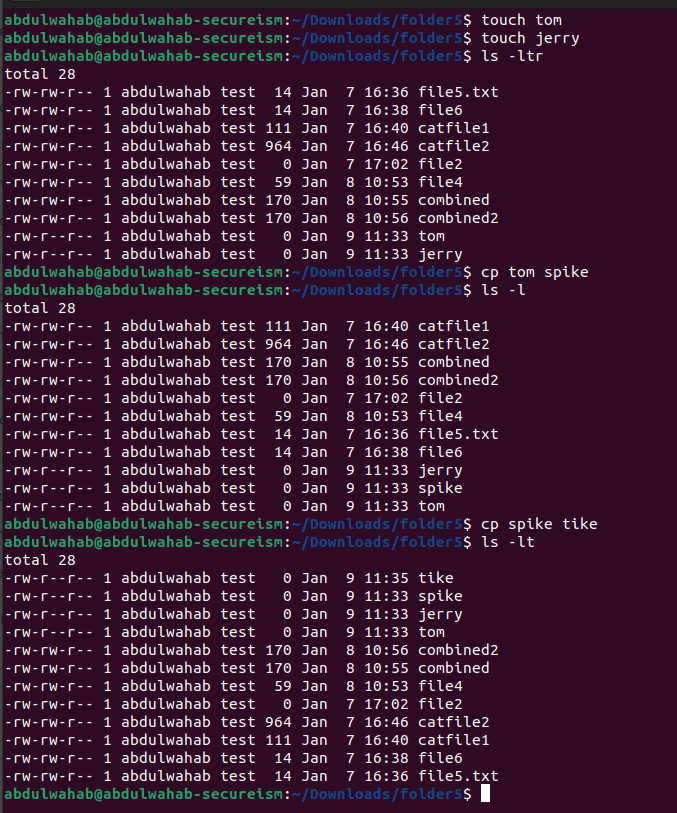 abdulwahab@abdulwahab-secureism:~/Downloads/folder5$ touch tom
abdulwahab@abdulwahab-secureism:~/Downloads/folder5$ touch jerry
abdulwahab@abdulwahab-secureism:~/Downloads/folder5$ ls -ltr
total 28
-rw-rw-r-- 1 abdulwahab test  14 Jan  7 16:36 file5.txt
-rw-rw-r-- 1 abdulwahab test  14 Jan  7 16:38 file6
-rw-rw-r-- 1 abdulwahab test 111 Jan  7 16:40 catfile1
-rw-rw-r-- 1 abdulwahab test 964 Jan  7 16:46 catfile2
-rw-rw-r-- 1 abdulwahab test   0 Jan  7 17:02 file2
-rw-rw-r-- 1 abdulwahab test  59 Jan  8 10:53 file4
-rw-rw-r-- 1 abdulwahab test 170 Jan  8 10:55 combined
-rw-rw-r-- 1 abdulwahab test 170 Jan  8 10:56 combined2
-rw-r--r-- 1 abdulwahab test   0 Jan  9 11:33 tom
-rw-r--r-- 1 abdulwahab test   0 Jan  9 11:33 jerry
abdulwahab@abdulwahab-secureism:~/Downloads/folder5$ cp tom spike
abdulwahab@abdulwahab-secureism:~/Downloads/folder5$ ls -l
total 28
-rw-rw-r-- 1 abdulwahab test 111 Jan  7 16:40 catfile1
-rw-rw-r-- 1 abdulwahab test 964 Jan  7 16:46 catfile2
-rw-rw-r-- 1 abdulwahab test 170 Jan  8 10:55 combined
-rw-rw-r-- 1 abdulwahab test 170 Jan  8 10:56 combined2
-rw-rw-r-- 1 abdulwahab test   0 Jan  7 17:02 file2
-rw-rw-r-- 1 abdulwahab test  59 Jan  8 10:53 file4
-rw-rw-r-- 1 abdulwahab test  14 Jan  7 16:36 file5.txt
-rw-rw-r-- 1 abdulwahab test  14 Jan  7 16:38 file6
-rw-r--r-- 1 abdulwahab test   0 Jan  9 11:33 jerry
-rw-r--r-- 1 abdulwahab test   0 Jan  9 11:33 spike
-rw-r--r-- 1 abdulwahab test   0 Jan  9 11:33 tom
abdulwahab@abdulwahab-secureism:~/Downloads/folder5$ cp spike tike
abdulwahab@abdulwahab-secureism:~/Downloads/folder5$ ls -lt
total 28
-rw-r--r-- 1 abdulwahab test   0 Jan  9 11:35 tike
-rw-r--r-- 1 abdulwahab test   0 Jan  9 11:33 spike
-rw-r--r-- 1 abdulwahab test   0 Jan  9 11:33 jerry
-rw-r--r-- 1 abdulwahab test   0 Jan  9 11:33 tom
-rw-rw-r-- 1 abdulwahab test 170 Jan  8 10:56 combined2
-rw-rw-r-- 1 abdulwahab test 170 Jan  8 10:55 combined
-rw-rw-r-- 1 abdulwahab test  59 Jan  8 10:53 file4
-rw-rw-r-- 1 abdulwahab test   0 Jan  7 17:02 file2
-rw-rw-r-- 1 abdulwahab test 964 Jan  7 16:46 catfile2
-rw-rw-r-- 1 abdulwahab test 111 Jan  7 16:40 catfile1
-rw-rw-r-- 1 abdulwahab test  14 Jan  7 16:38 file6
-rw-rw-r-- 1 abdulwahab test  14 Jan  7 16:36 file5.txt
abdulwahab@abdulwahab-secureism:~/Downloads/folder5$